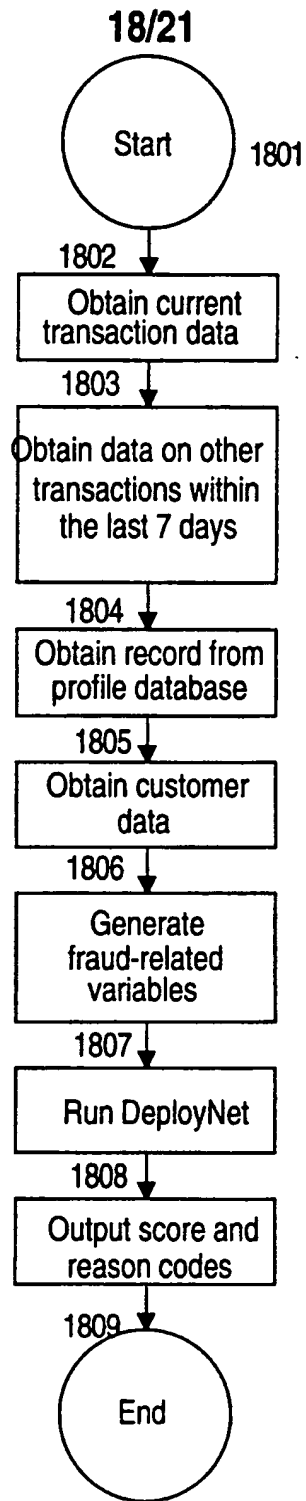 18/21
Start
1801
1802
Obtain current
transaction data
1803
Obtain data on other
transactions within
the last 7 days
1804
Obtain record from
profile database
1805
Obtain customer
data
1806
Generate
fraud-related
variables
1807
Run DeployNet
1808
Output score and
reason codes
1809
End